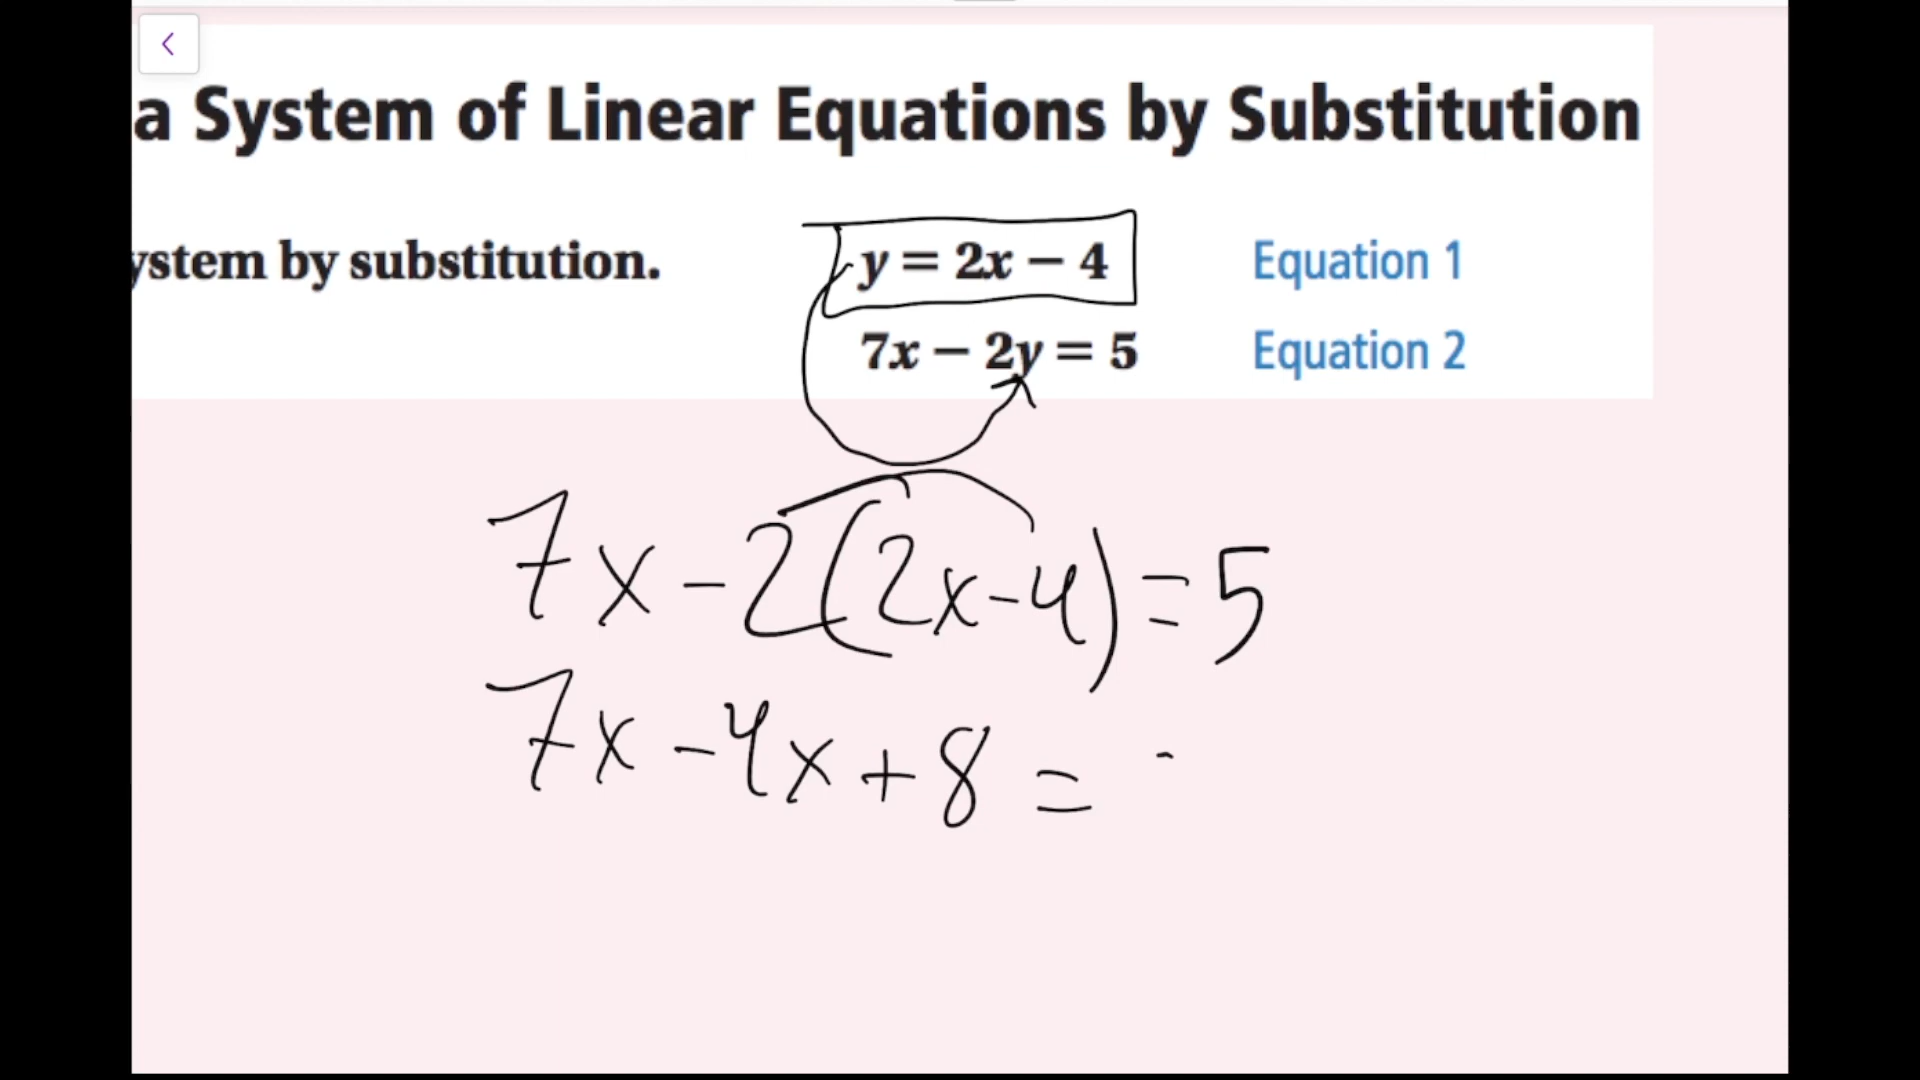 a System of Linear Equations by Substitution
ystem by substitution.
y = 2x − 4 Equation 1
7x − 2y = 5 Equation 2
7x-2(2x-4)=5
7x-4x+8=